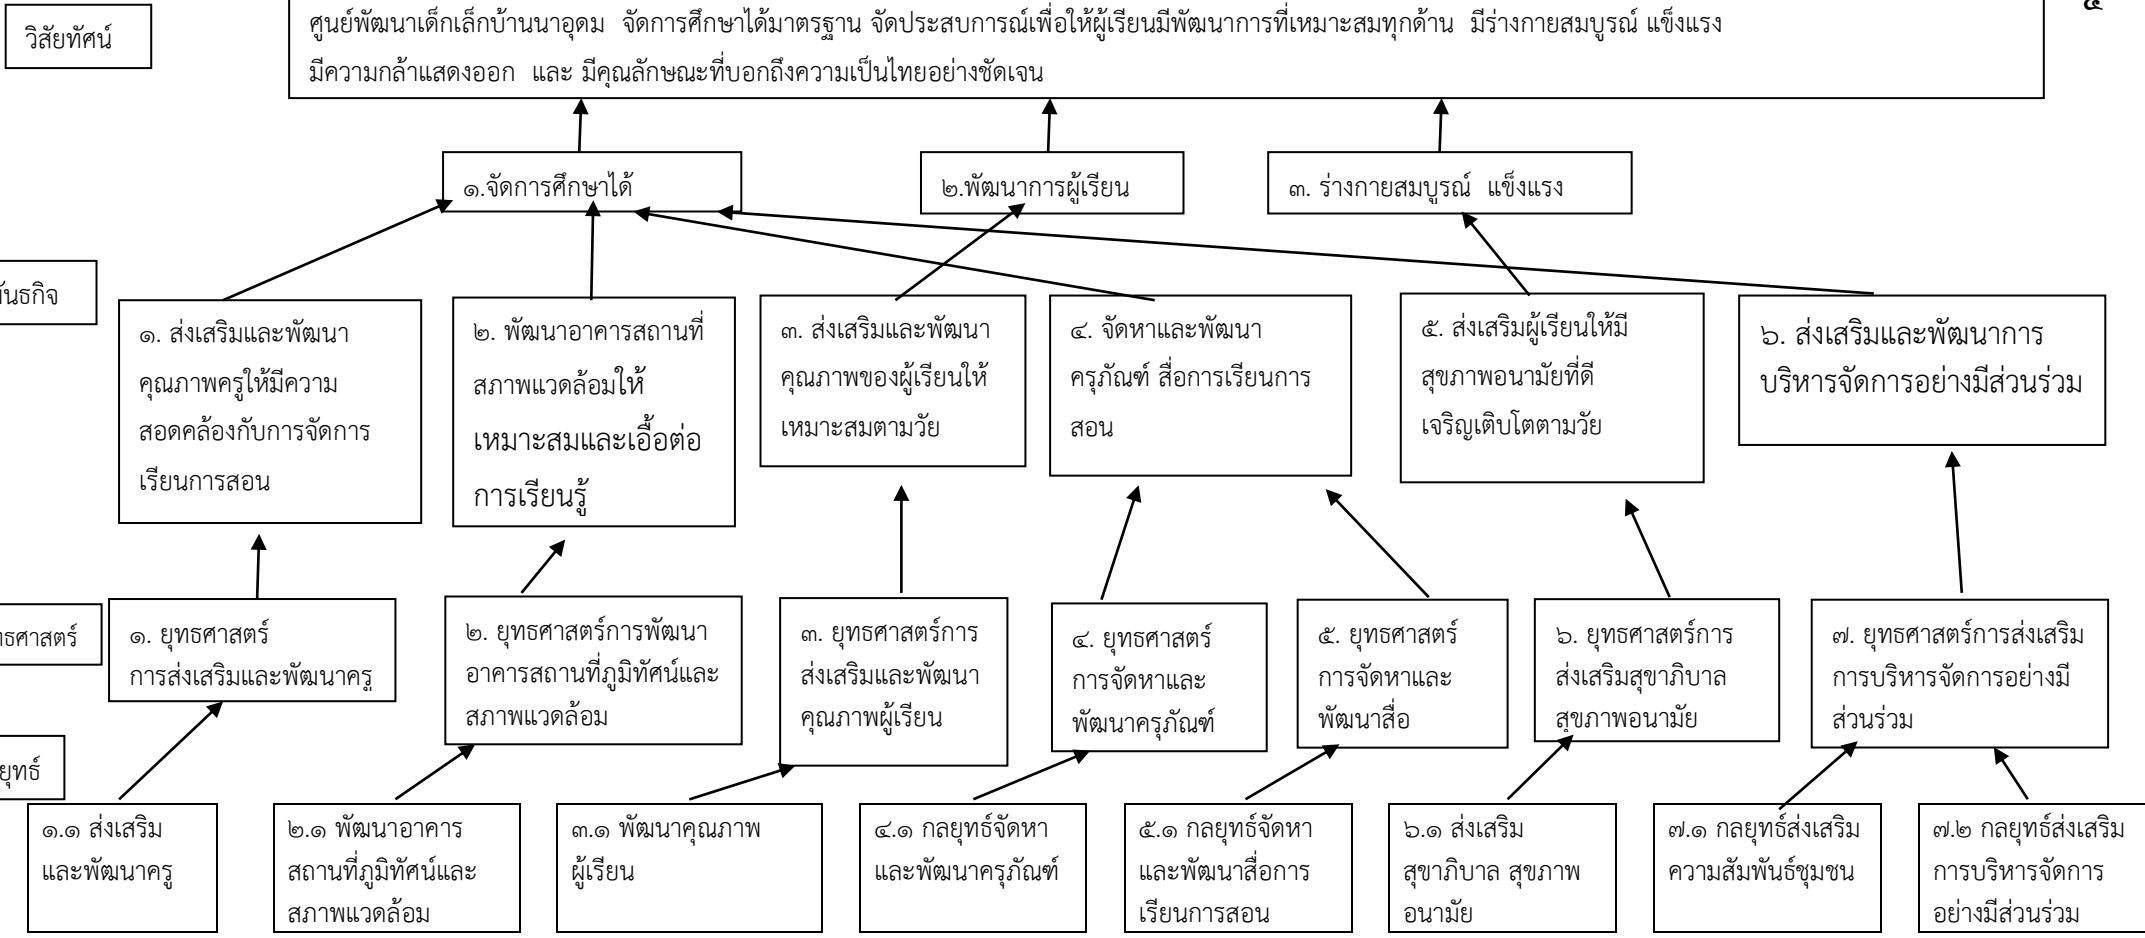 ๕
วิสัยทัศน์
ศูนย์พัฒนาเด็กเล็กบ้านนาอุดม จัดการศึกษาได้มาตรฐาน จัดประสบการณ์เพื่อให้ผู้เรียนมีพัฒนาการที่เหมาะสมทุกด้าน มีร่างกายสมบูรณ์ แข็งแรง
มีความกล้าแสดงออก และ มีคุณลักษณะที่บอกถึงความเป็นไทยอย่างชัดเจน
๑.จัดการศึกษาได้
๒.พัฒนาการผู้เรียน
๓. ร่างกายสมบูรณ์ แข็งแรง
พันธกิจ
๑. ส่งเสริมและพัฒนา
คุณภาพครูให้มีความ
สอดคล้องกับการจัดการ
เรียนการสอน
๒. พัฒนาอาคารสถานที่
สภาพแวดล้อมให้
เหมาะสมและเอื้อต่อ
การเรียนรู้
๓. ส่งเสริมและพัฒนา
คุณภาพของผู้เรียนให้
เหมาะสมตามวัย
๔. จัดหาและพัฒนา
ครุภัณฑ์ สื่อการเรียนการ
สอน
๕. ส่งเสริมผู้เรียนให้มี
สุขภาพอนามัยที่ดี
เจริญเติบโตตามวัย
๖. ส่งเสริมและพัฒนาการ
บริหารจัดการอย่างมีส่วนร่วม
ทธศาสตร์
๑. ยุทธศาสตร์
การส่งเสริมและพัฒนาครู
๒. ยุทธศาสตร์การพัฒนา
อาคารสถานที่ภูมิทัศน์และ
สภาพแวดล้อม
๓. ยุทธศาสตร์การ
ส่งเสริมและพัฒนา
คุณภาพผู้เรียน
๔. ยุทธศาสตร์
การจัดหาและ
พัฒนาครุภัณฑ์
๕. ยุทธศาสตร์
การจัดหาและ
พัฒนาสื่อ
๖. ยุทธศาสตร์การ
ส่งเสริมสุขาภิบาล
สุขภาพอนามัย
๗. ยุทธศาสตร์การส่งเสริม
การบริหารจัดการอย่างมี
ส่วนร่วม
ยุทธ์
๑.๑ ส่งเสริม
และพัฒนาครู
๒.๑ พัฒนาอาคาร
สถานที่ภูมิทัศน์และ
สภาพแวดล้อม
๓.๑ พัฒนาคุณภาพ
ผู้เรียน
๔.๑ กลยุทธ์จัดหา
และพัฒนาครุภัณฑ์
๕.๑ กลยุทธ์จัดหา
และพัฒนาสื่อการ
เรียนการสอน
๖.๑ ส่งเสริม
สุขาภิบาล สุขภาพ
อนามัย
๗.๑ กลยุทธ์ส่งเสริม
ความสัมพันธ์ชุมชน
๗.๒ กลยุทธ์ส่งเสริม
การบริหารจัดการ
อย่างมีส่วนร่วม